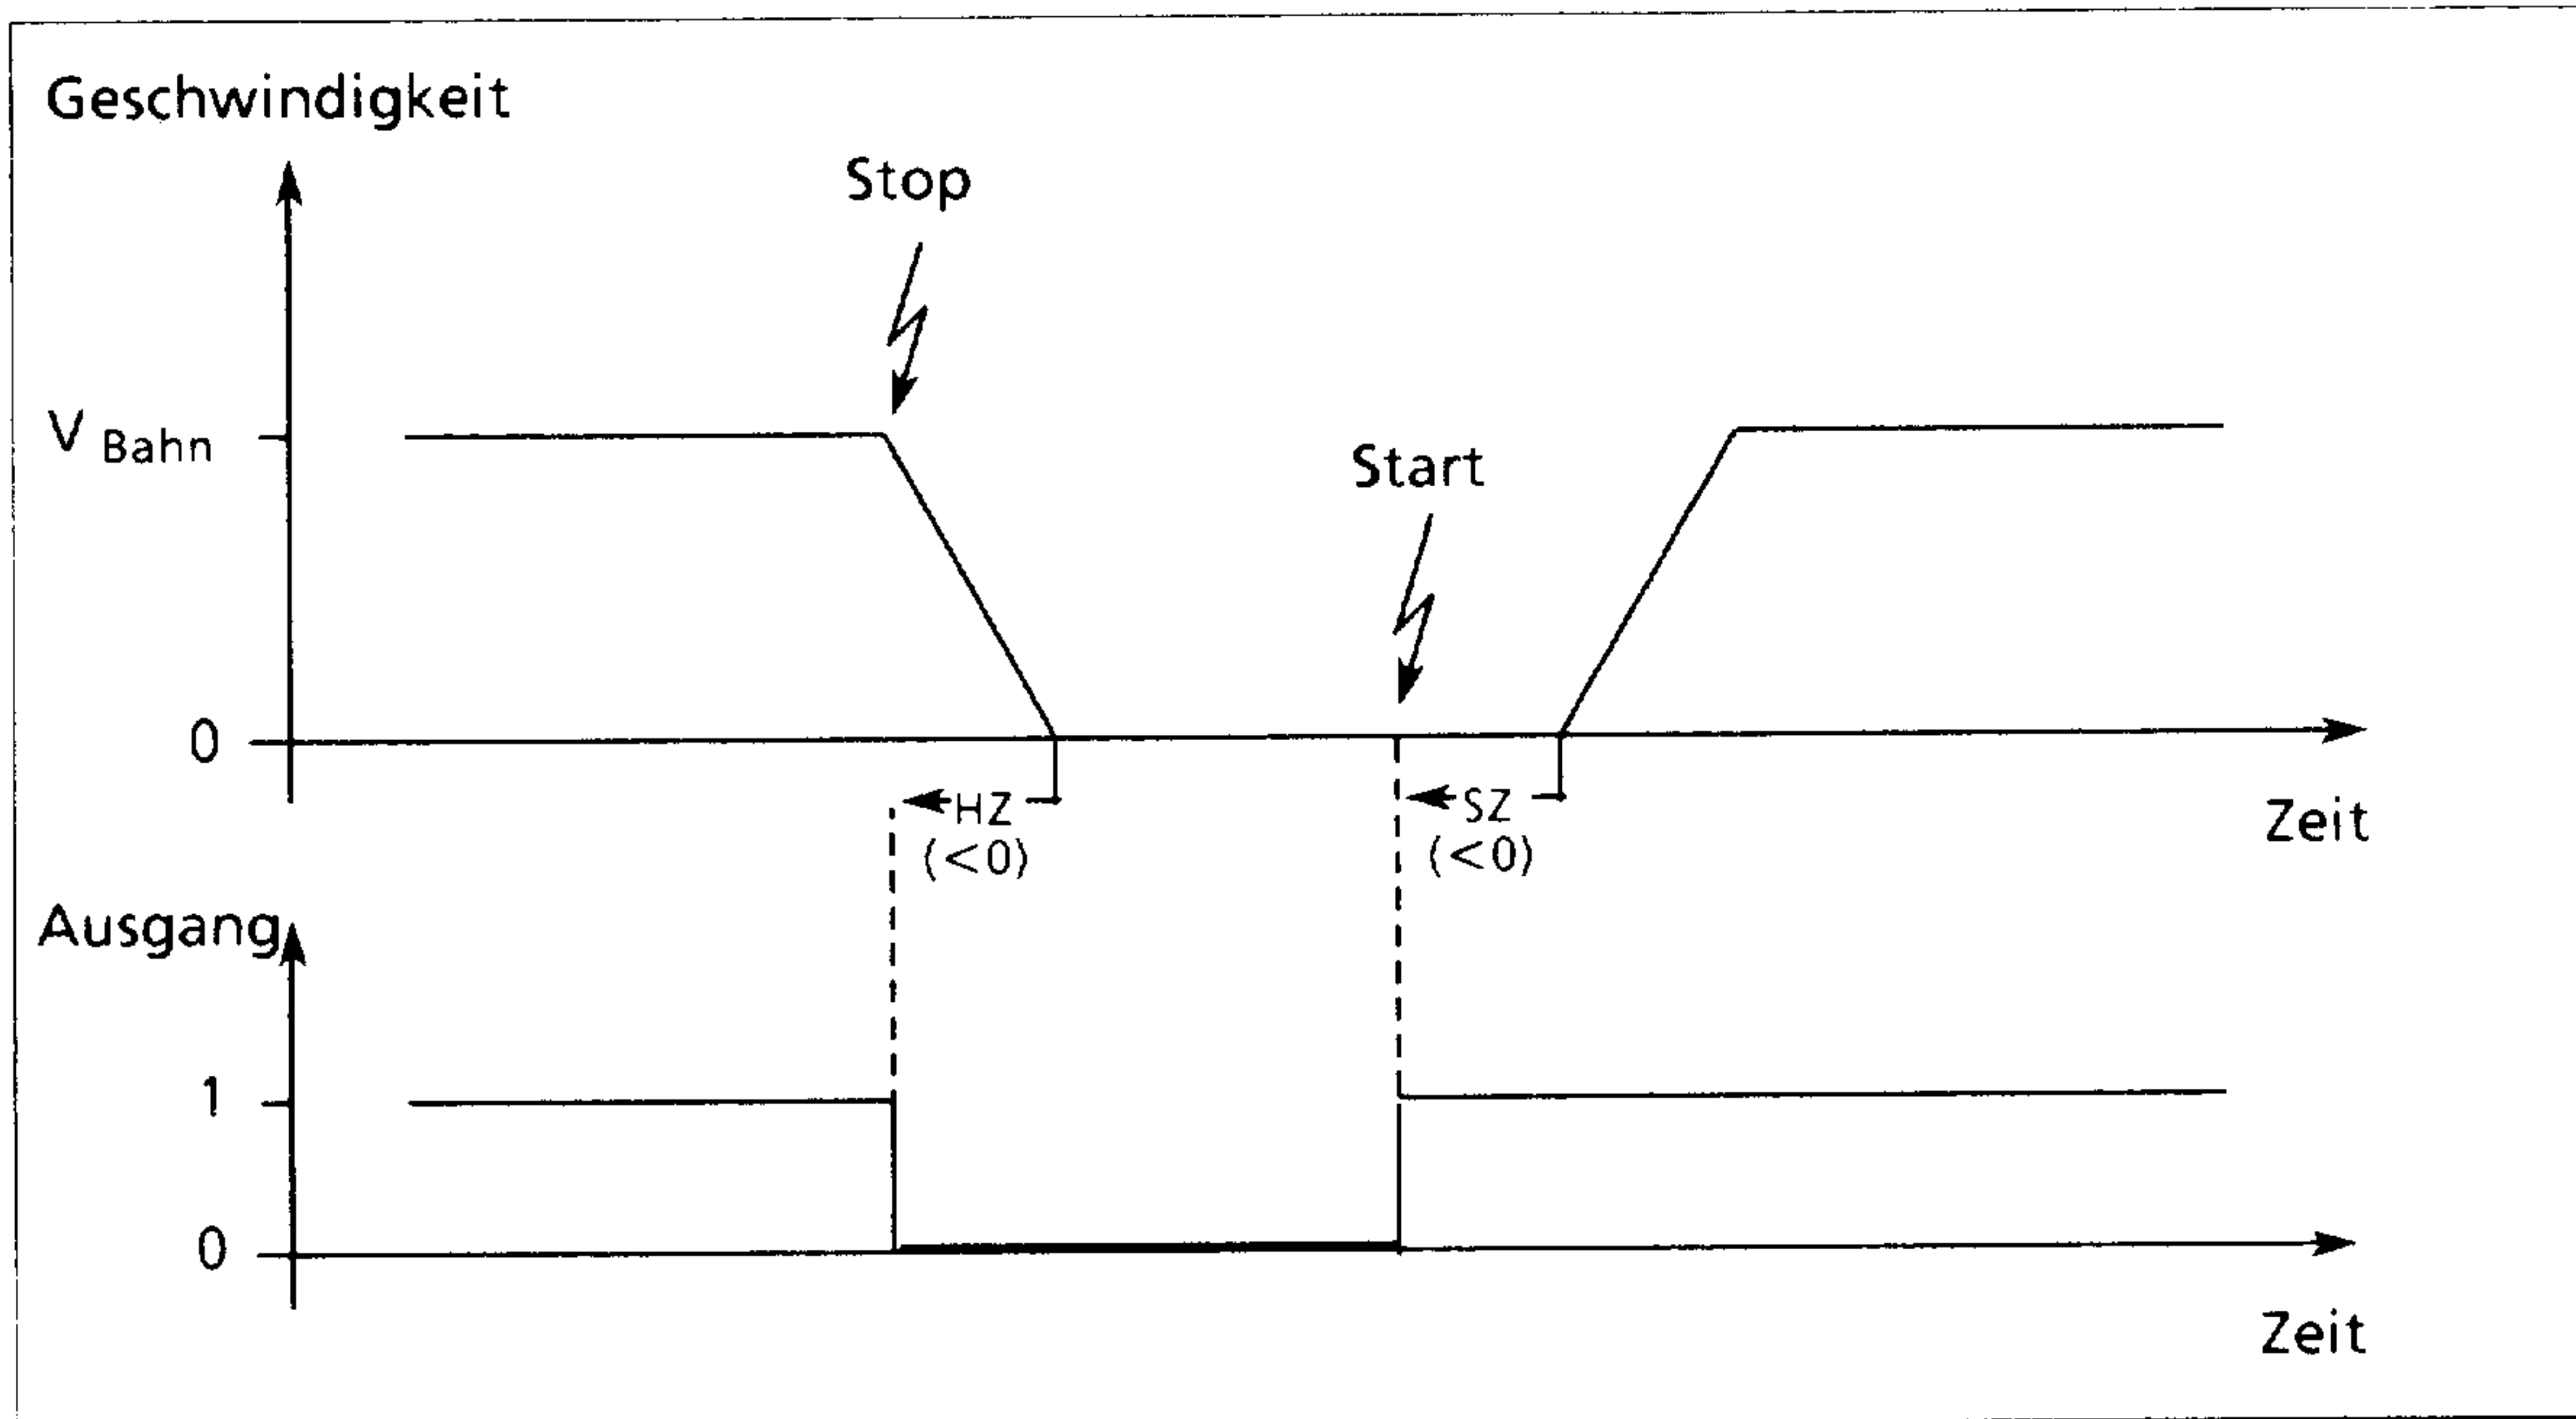 Geschwindigkeit
Stop
V Bahn
Start
0
HZ
(<0)
SZ
(<0)
Zeit
Ausgang
1
0
Zeit